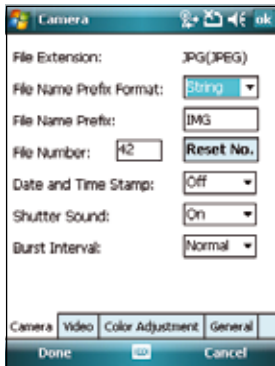 Camera ok
File Extension: JPG(JPEG)
File Name Prefix Format: String
File Name Prefix: IMG
File Number: 42 Reset No.
Date and Time Stamp: Off
Shutter Sound: On
Burst Interval: Normal
Camera Video Color Adjustment General
Done Cancel